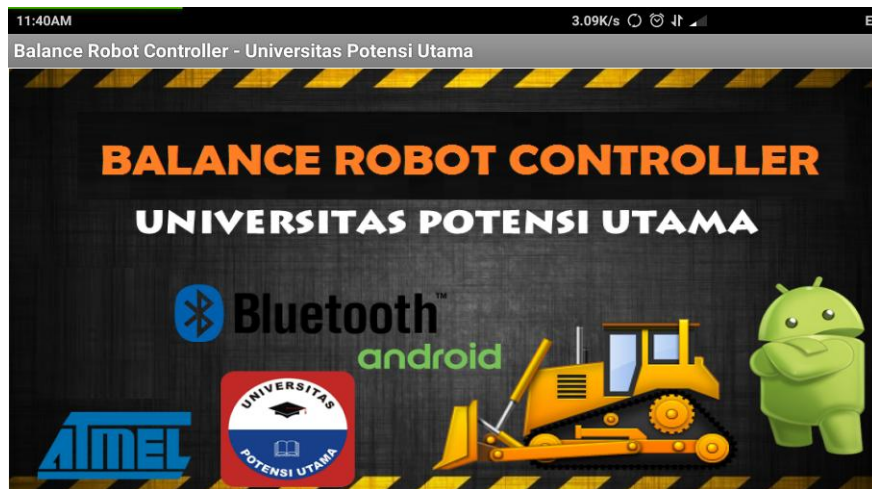 11:40AM
3.09K/s
E
Balance Robot Controller - Universitas Potensi Utama
BALANCE ROBOT CONTROLLER
UNIVERSITAS POTENSI UTAMA
Bluetooth™
android
ATMEL
UNIVERSITAS
POTENSI UTAMA